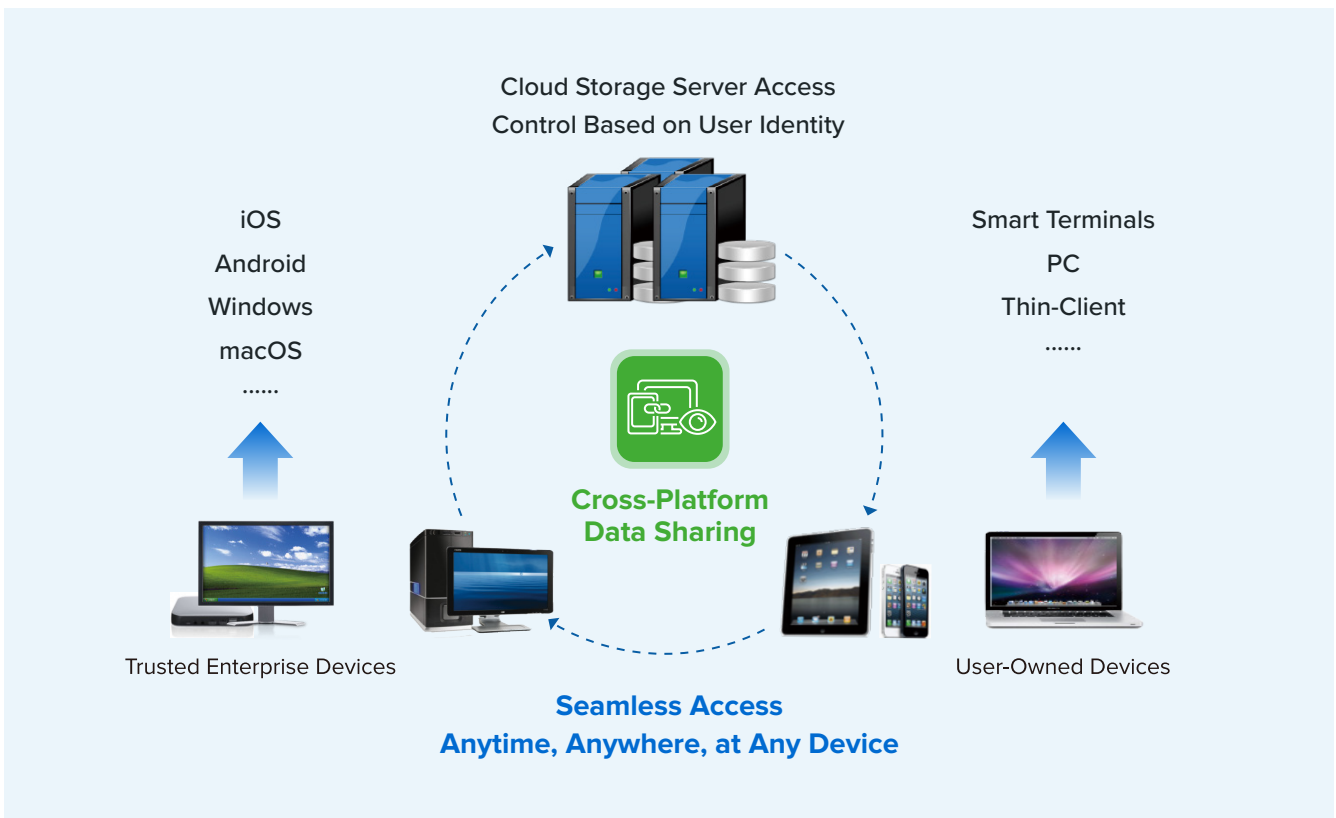 Cloud Storage Server Access
Control Based on User Identity
iOS
Android
Windows
macOS
......
Smart Terminals
PC
Thin-Client
......
Cross-Platform
Data Sharing
Trusted Enterprise Devices
User-Owned Devices
Seamless Access
Anytime, Anywhere, at Any Device